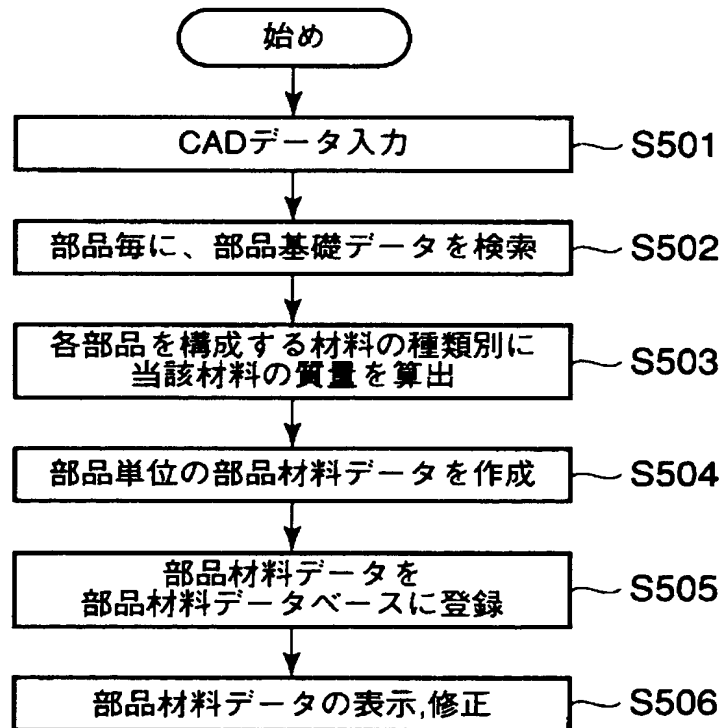 始め
CADデータ入力
S501
部品毎に、部品基礎データを検索
S502
各部品を構成する材料の種類別に
当該材料の質量を算出
S503
部品単位の部品材料データを作成
S504
部品材料データを
部品材料データベースに登録
S505
部品材料データの表示,修正
S506